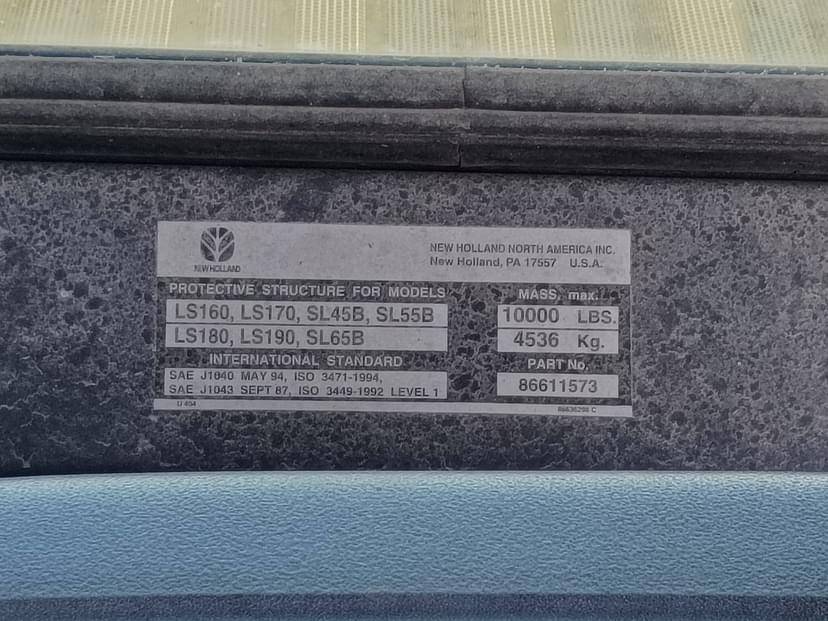 NEW HOLLAND
NEW HOLLAND NORTH AMERICA INC.
New Holland, PA 17557 U.S.A.
PROTECTIVE STRUCTURE FOR MODELS
LS160, LS170, SL45B, SL55B
LS180, LS190, SL65B
MASS, max.
10000 LBS.
4536 Kg.
INTERNATIONAL STANDARD
SAE J1040 MAY 94, ISO 3471-1994,
SAE J1043 SEPT 87, ISO 3449-1992 LEVEL 1
PART No.
86611573
86636298 C